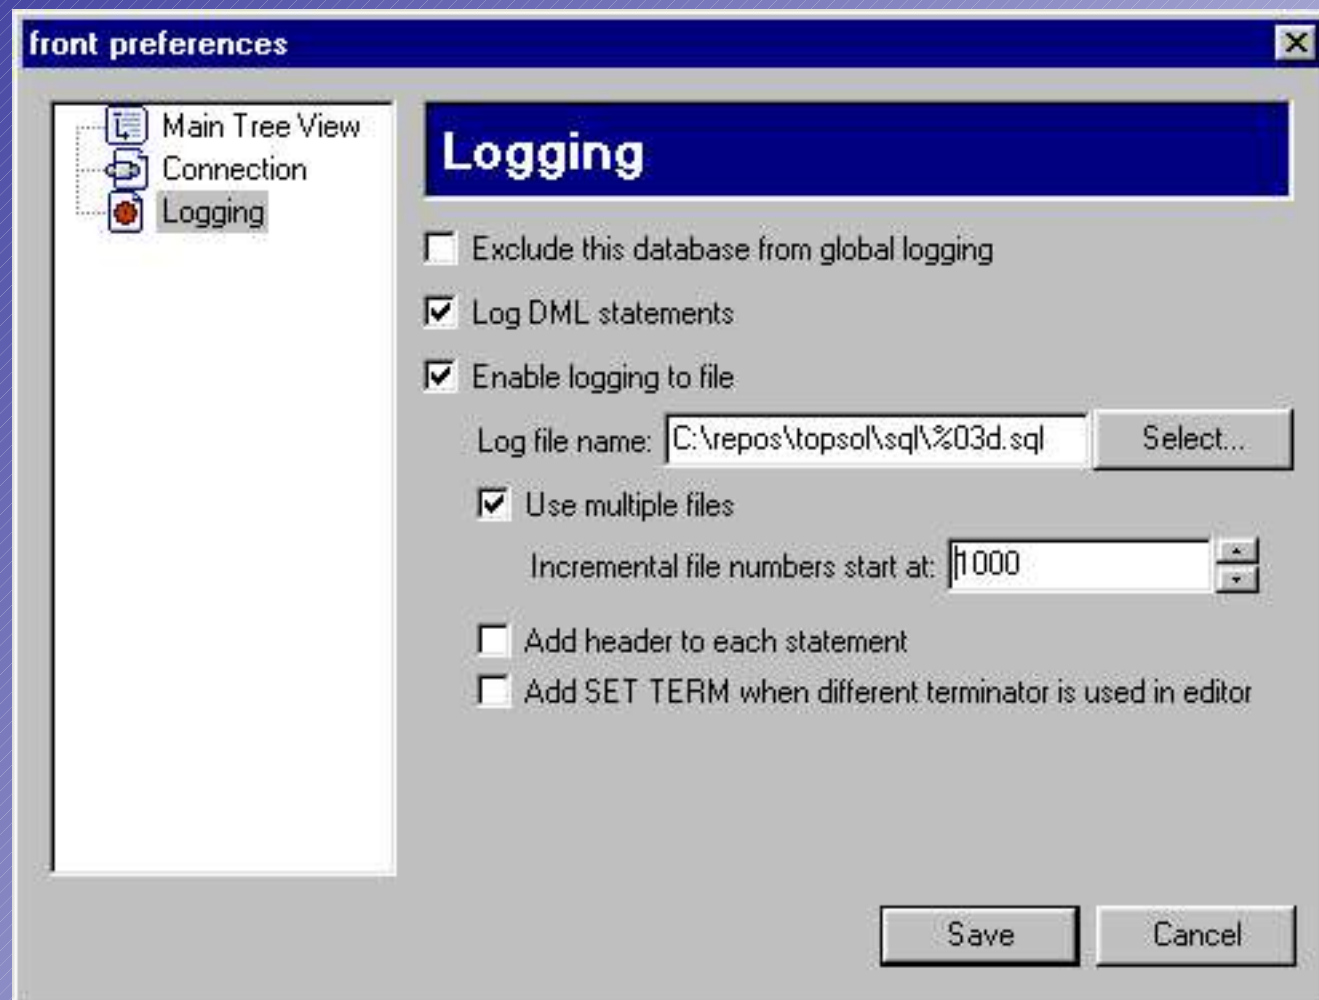 front preferences
Main Tree View
Connection
Logging
Logging
Exclude this database from global logging
Log DML statements
Enable logging to file
Log file name: C:\repos\topsol\sql\%03d.sql Select...
Use multiple files
Incremental file numbers start at: 1000
Add header to each statement
Add SET TERM when different terminator is used in editor
Save Cancel